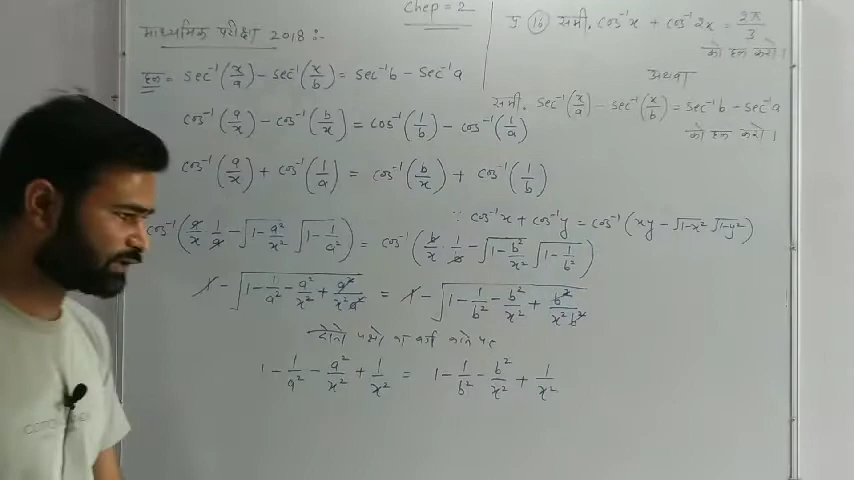 Chep = 2
माध्यमिक परीक्षा 2018 :-
प्र (16) समी. cos⁻¹x + cos⁻¹2x = 2π/3
को हल करो।
अथवा
समी. sec⁻¹(x/a) - sec⁻¹(x/b) = sec⁻¹b - sec⁻¹a
को हल करो।
हल = sec⁻¹(x/a) - sec⁻¹(x/b) = sec⁻¹b - sec⁻¹a
cos⁻¹(a/x) - cos⁻¹(b/x) = cos⁻¹(1/b) - cos⁻¹(1/a)
cos⁻¹(a/x) + cos⁻¹(1/a) = cos⁻¹(b/x) + cos⁻¹(1/b)
∵ cos⁻¹x + cos⁻¹y = cos⁻¹(xy - √1-x² √1-y²)
cos⁻¹(a/x · 1/a - √1-a²/x² √1-1/a²) = cos⁻¹(b/x · 1/b - √1-b²/x² √1-1/b²)
1/x - √1 - 1/a² - a²/x² + a²/x²a² = 1/x - √1 - 1/b² - b²/x² + b²/x²b²
दोनो पक्षो का वर्ग करने पर
1 - 1/a² - a²/x² + 1/x² = 1 - 1/b² - b²/x² + 1/x²